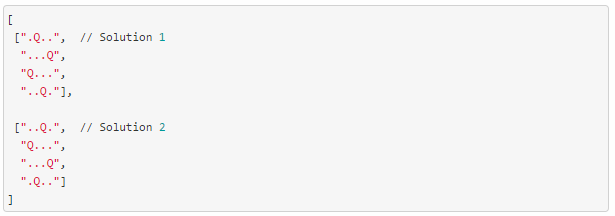 [
 [".Q..",  // Solution 1
  "...Q",
  "Q...",
  "..Q."],

 ["..Q.",  // Solution 2
  "Q...",
  "...Q",
  ".Q.."]
]